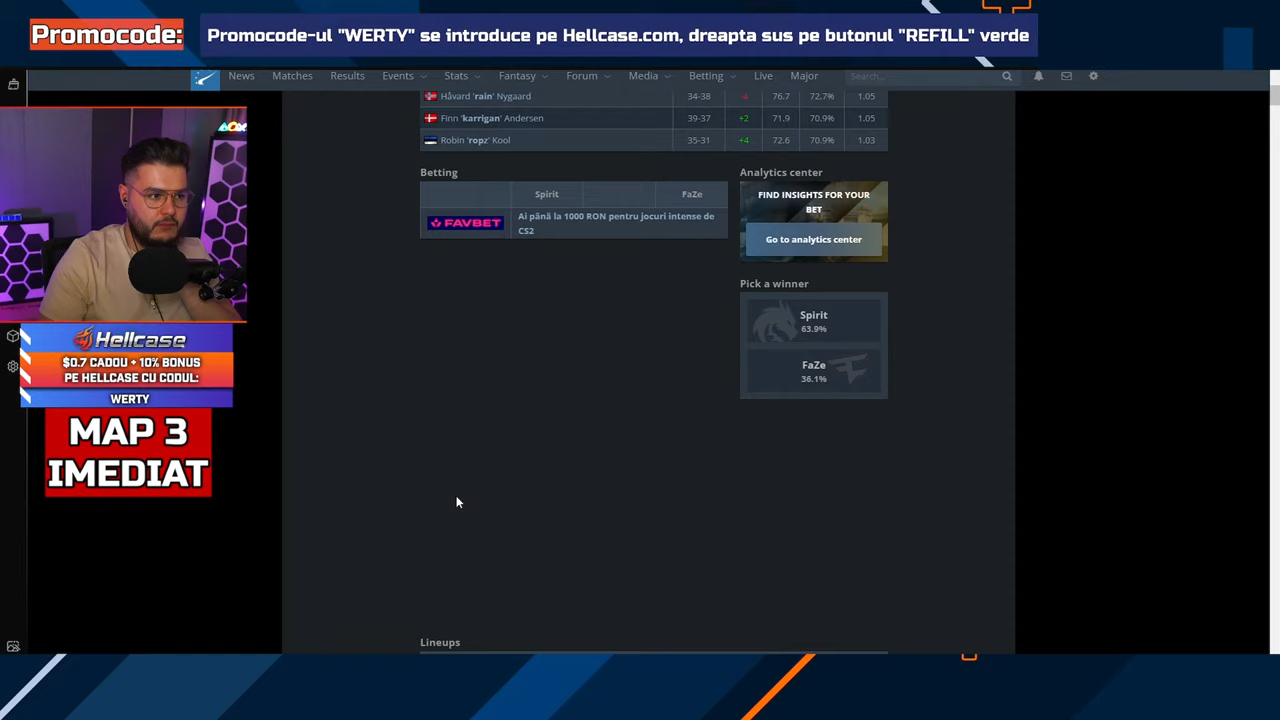 Promocode:
Promocode-ul "WERTY" se introduce pe Hellcase.com, dreapta sus pe butonul "REFILL" verde
News Matches Results Events Stats Fantasy Forum Media Betting Live Major Search...
Håvard 'rain' Nygaard 34-38 -4 76.7 72.7% 1.05
Finn 'karrigan' Andersen 39-37 +2 71.9 70.9% 1.05
Robin 'ropz' Kool 35-31 +4 72.6 70.9% 1.03
Betting
Spirit FaZe
FAVBET
Ai până la 1000 RON pentru jocuri intense de
CS2
Analytics center
FIND INSIGHTS FOR YOUR
BET
Go to analytics center
Pick a winner
Spirit
63.9%
FaZe
36.1%
Hellcase
$0.7 CADOU + 10% BONUS
PE HELLCASE CU CODUL:
WERTY
MAP 3
IMEDIAT
Lineups